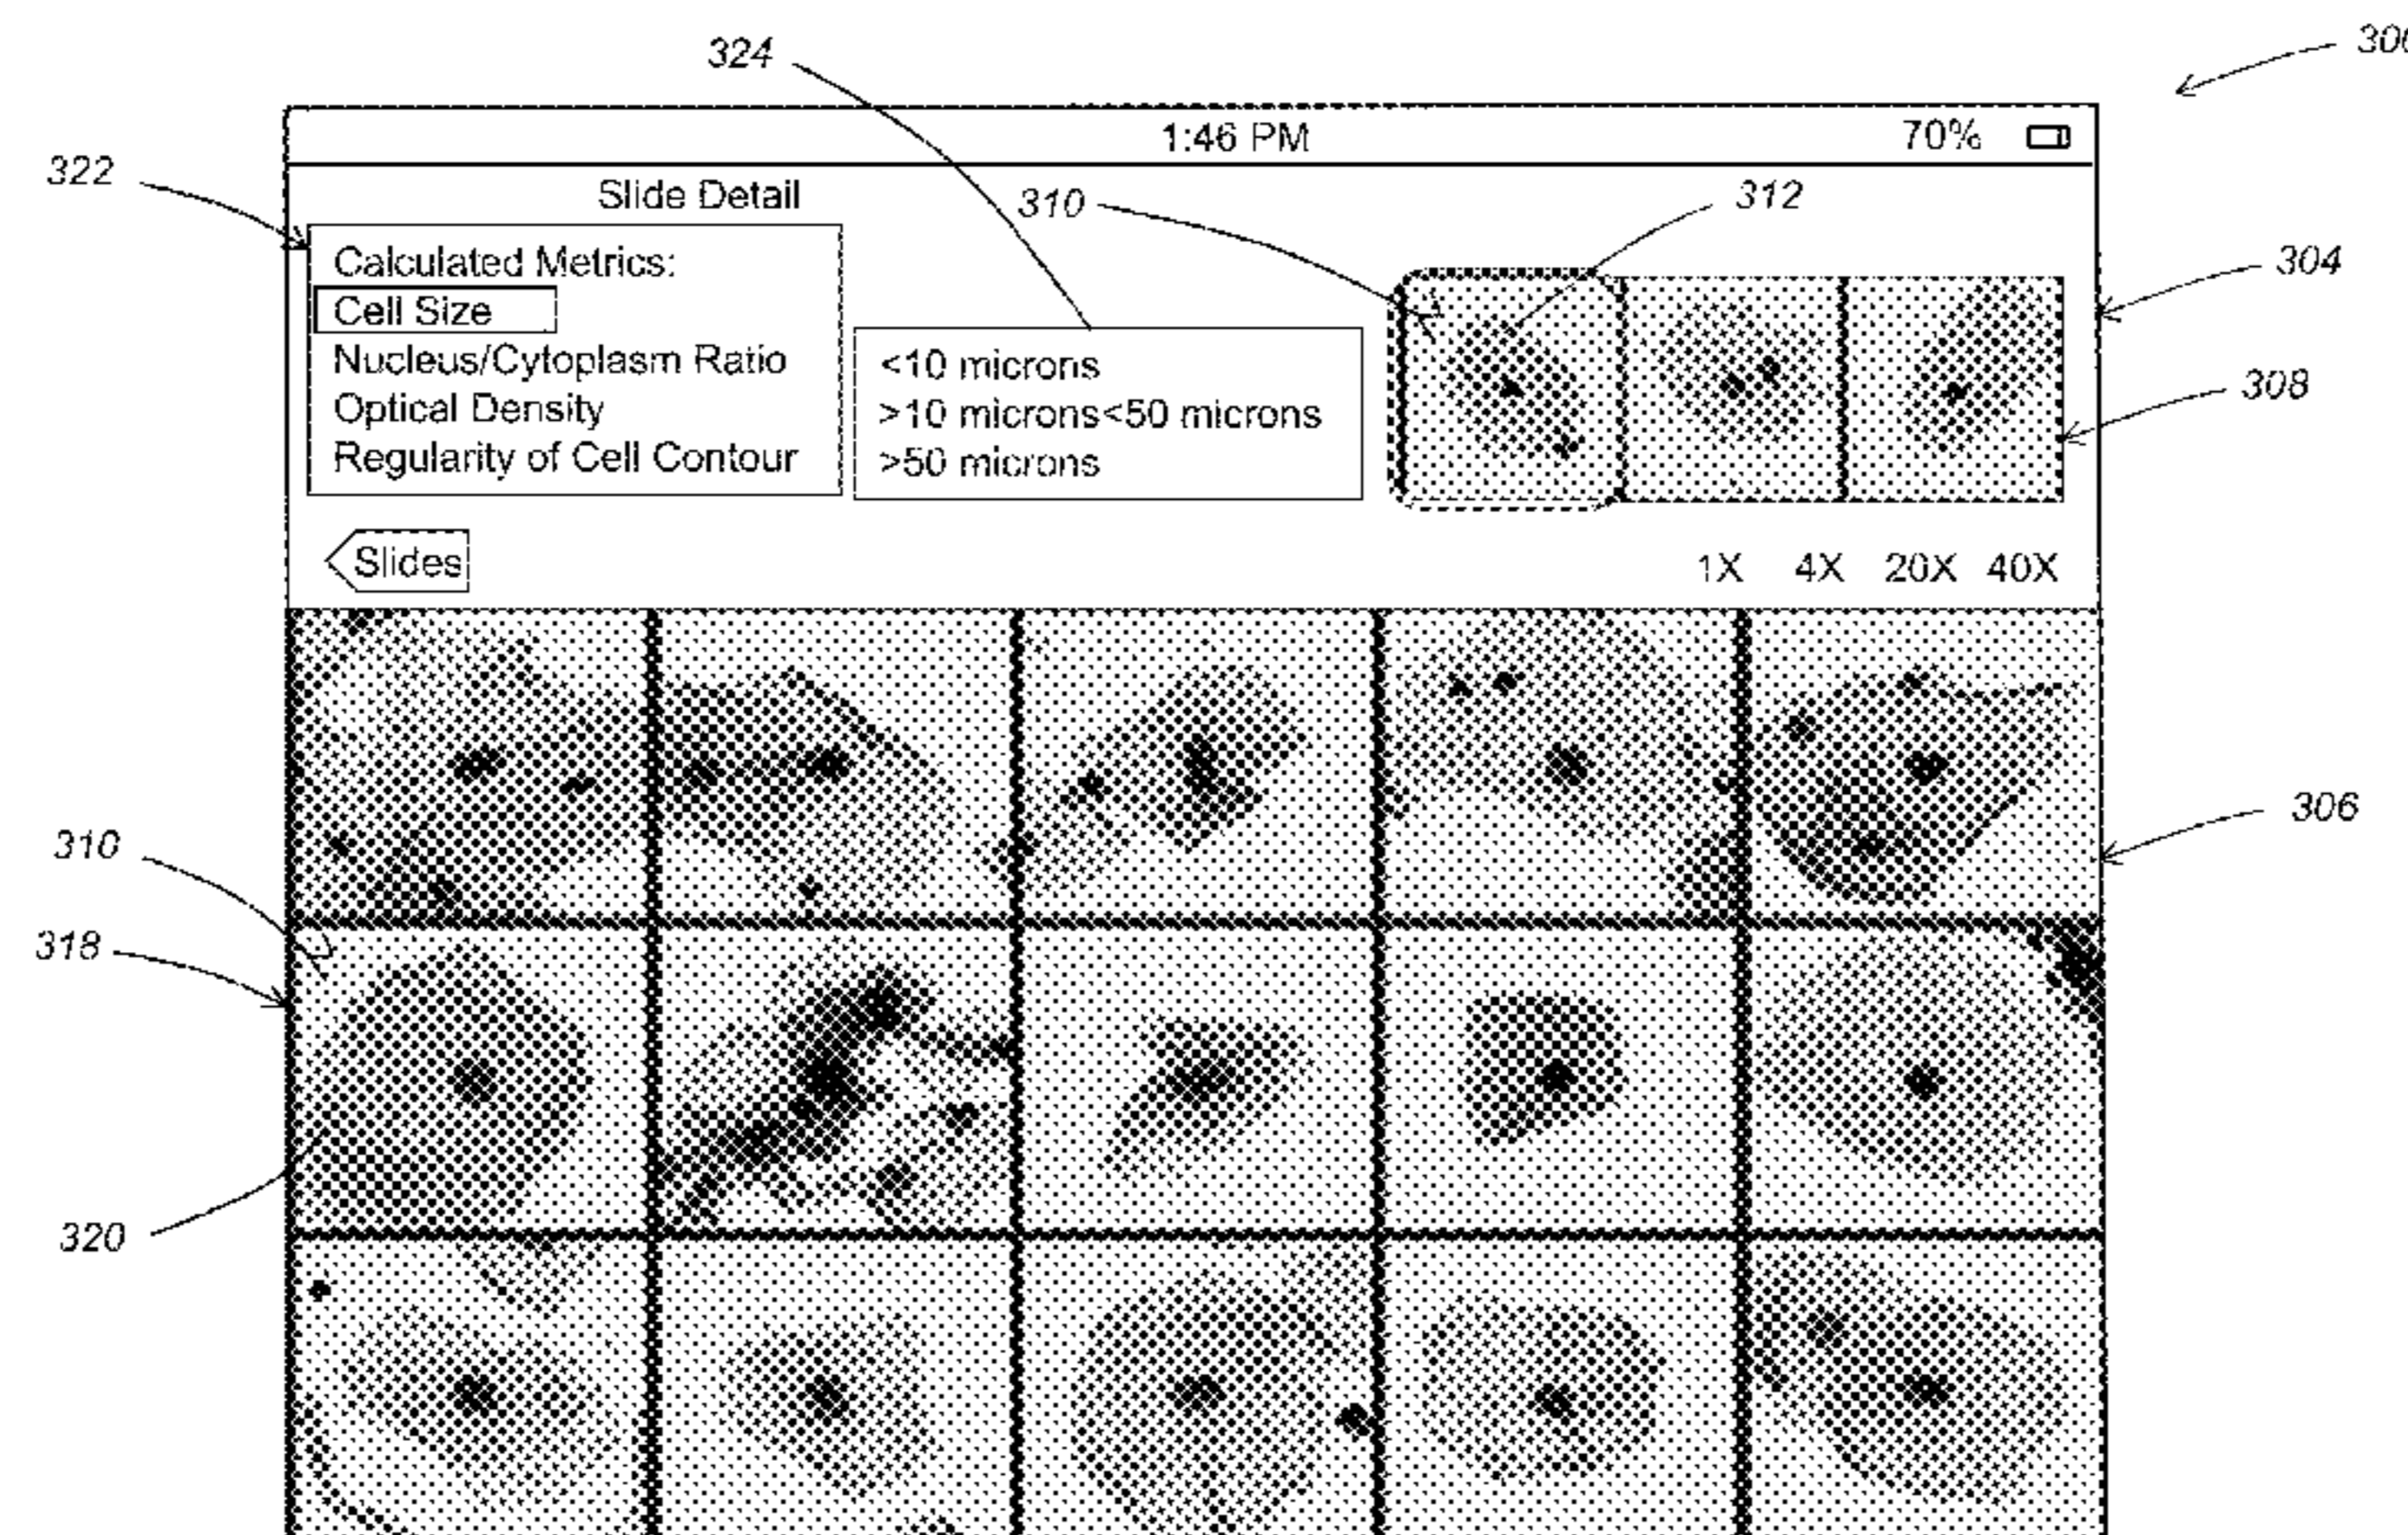 324
1:46 PM 70%
322
Slide Detail
310
312
Calculated Metrics:
Cell Size
Nucleus/Cytoplasm Ratio
Optical Density
Regularity of Cell Contour
<10 microns
>10 microns<50 microns
>50 microns
304
308
Slides
1X 4X 20X 40X
306
310
318
320